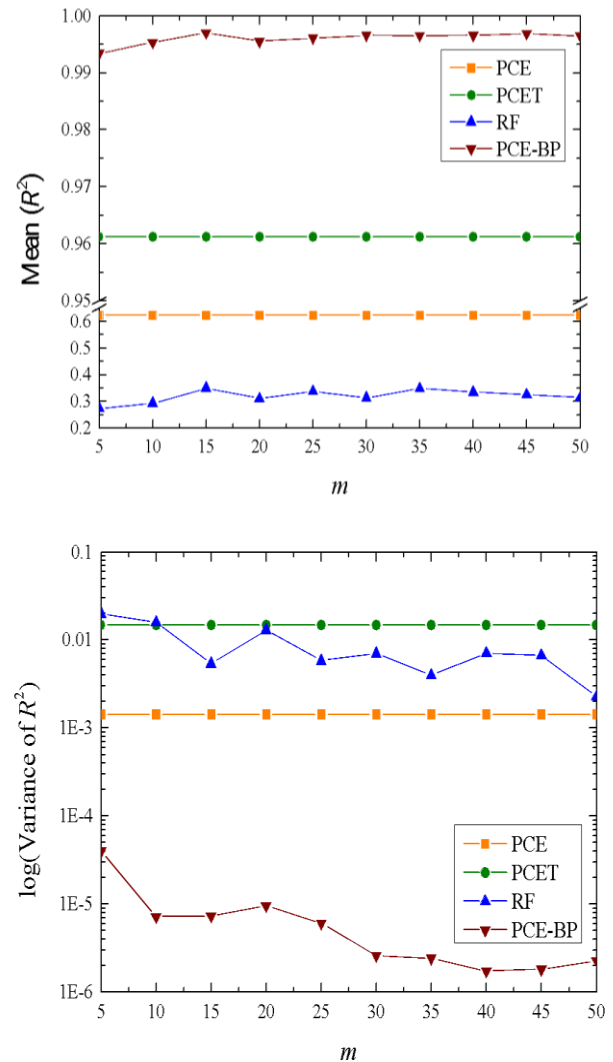 1.00
0.99
0.98
0.97
0.96
0.95
0.6
0.5
0.4
0.3
0.2
Mean (R²)
PCE
PCET
RF
PCE-BP
5 10 15 20 25 30 35 40 45 50
m
0.1
0.01
1E-3
1E-4
1E-5
1E-6
log(Variance of R²)
PCE
PCET
RF
PCE-BP
5 10 15 20 25 30 35 40 45 50
m